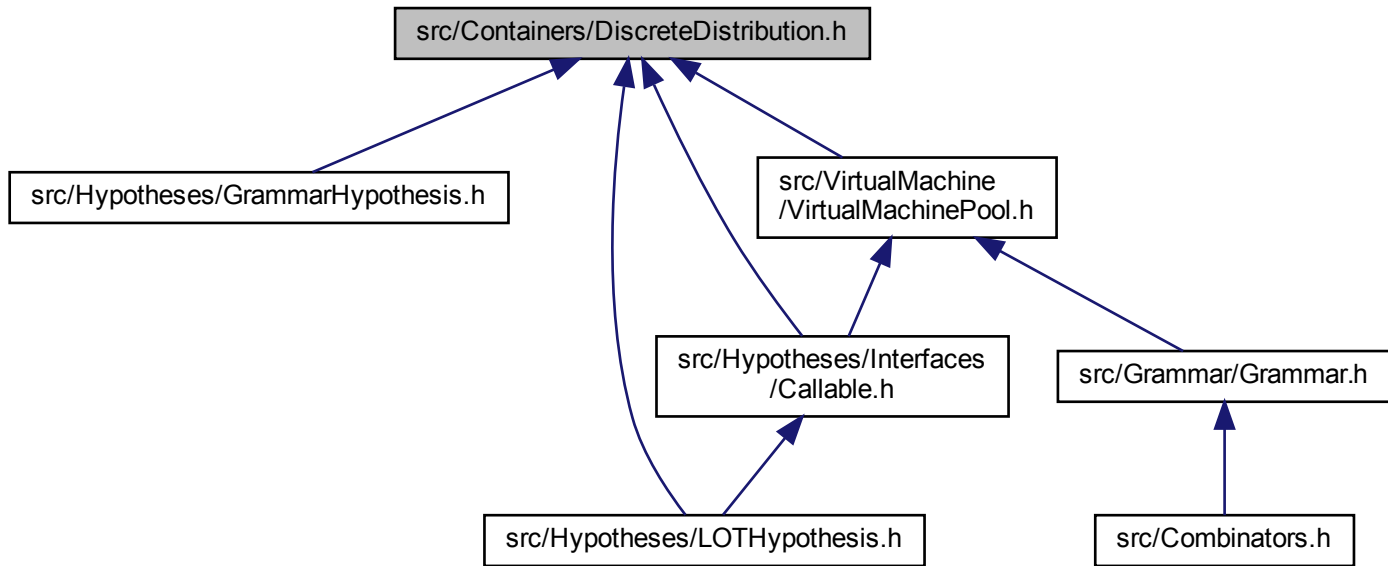 src/Containers/DiscreteDistribution.h
src/Hypotheses/GrammarHypothesis.h
src/VirtualMachine
/VirtualMachinePool.h
src/Hypotheses/Interfaces
/Callable.h
src/Grammar/Grammar.h
src/Hypotheses/LOTHypothesis.h
src/Combinators.h